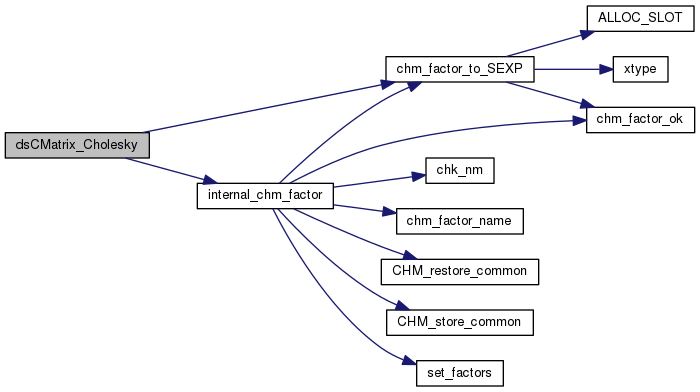 ALLOC_SLOT
chm_factor_to_SEXP
xtype
chm_factor_ok
dsCMatrix_Cholesky
chk_nm
internal_chm_factor
chm_factor_name
CHM_restore_common
CHM_store_common
set_factors